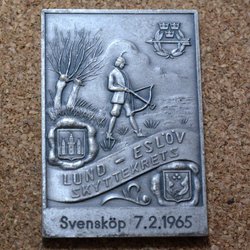 LUND - ESLÖV
SKYTTEKRETS
Svensköp 7.2.1965